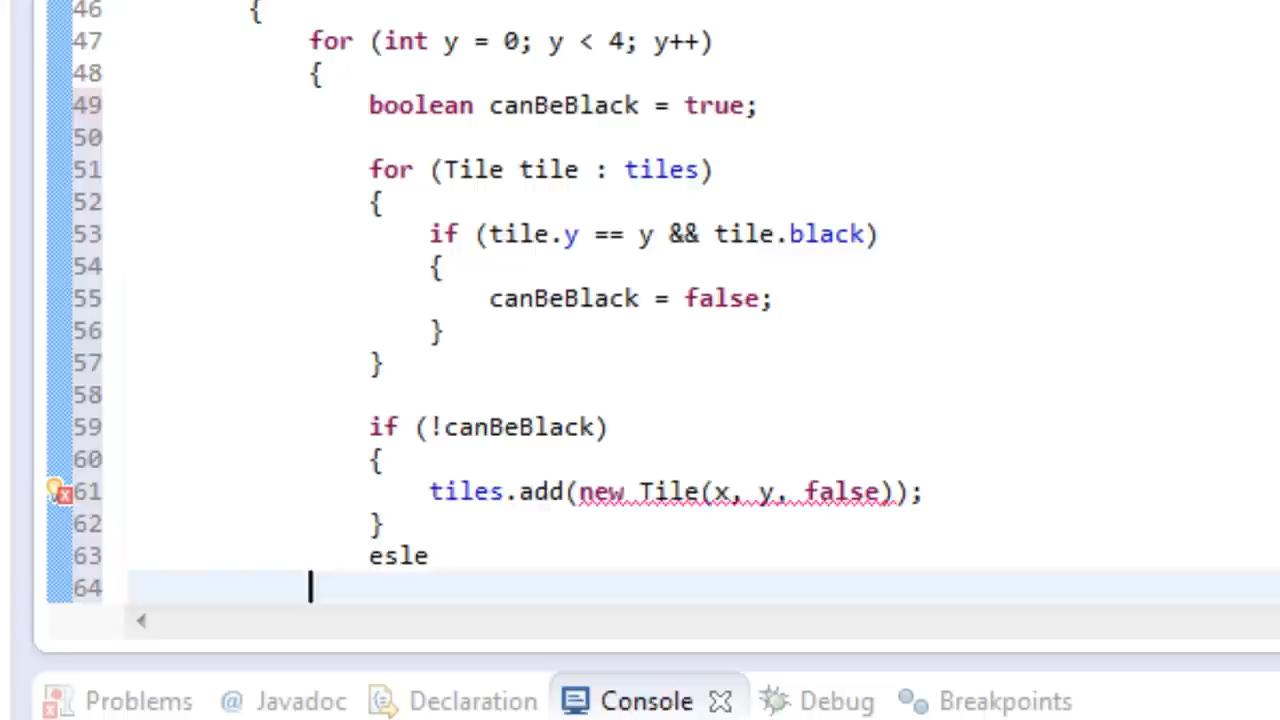 46 {
47 for (int y = 0; y < 4; y++)
48 {
49 boolean canBeBlack = true;
50
51 for (Tile tile : tiles)
52 {
53 if (tile.y == y && tile.black)
54 {
55 canBeBlack = false;
56 }
57 }
58
59 if (!canBeBlack)
60 {
61 tiles.add(new Tile(x, y, false));
62 }
63 esle
64
Problems @ Javadoc Declaration Console Debug Breakpoints